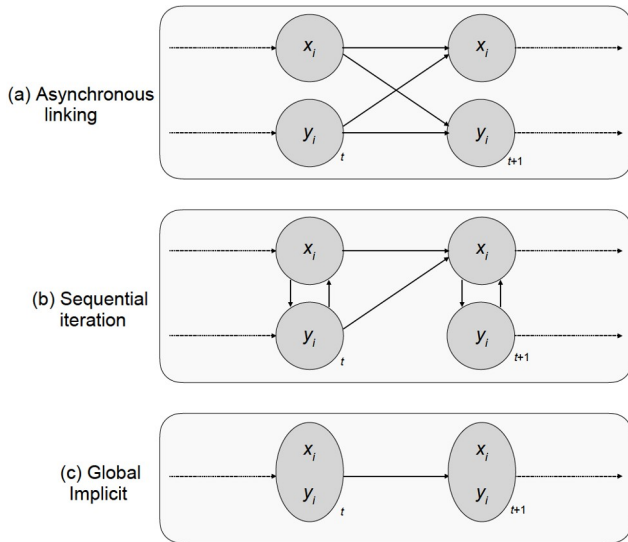 x_i x_i
(a) Asynchronous
linking
y_i y_i
t t+1
x_i x_i
(b) Sequential
iteration
y_i y_i
t t+1
x_i x_i
(c) Global
Implicit
y_i y_i
t t+1